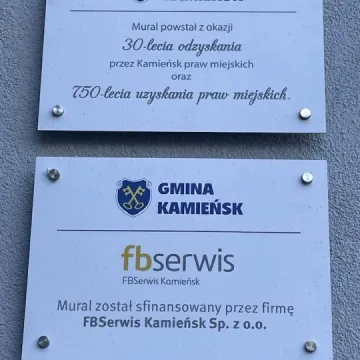 Mural powstał z okazji
30-lecia odzyskania
przez Kamieńsk praw miejskich
oraz
750-lecia uzyskania praw miejskich.
GMINA
KAMIEŃSK
fbserwis
FBSerwis Kamieńsk
Mural został sfinansowany przez firmę
FBSerwis Kamieńsk Sp. z o.o.